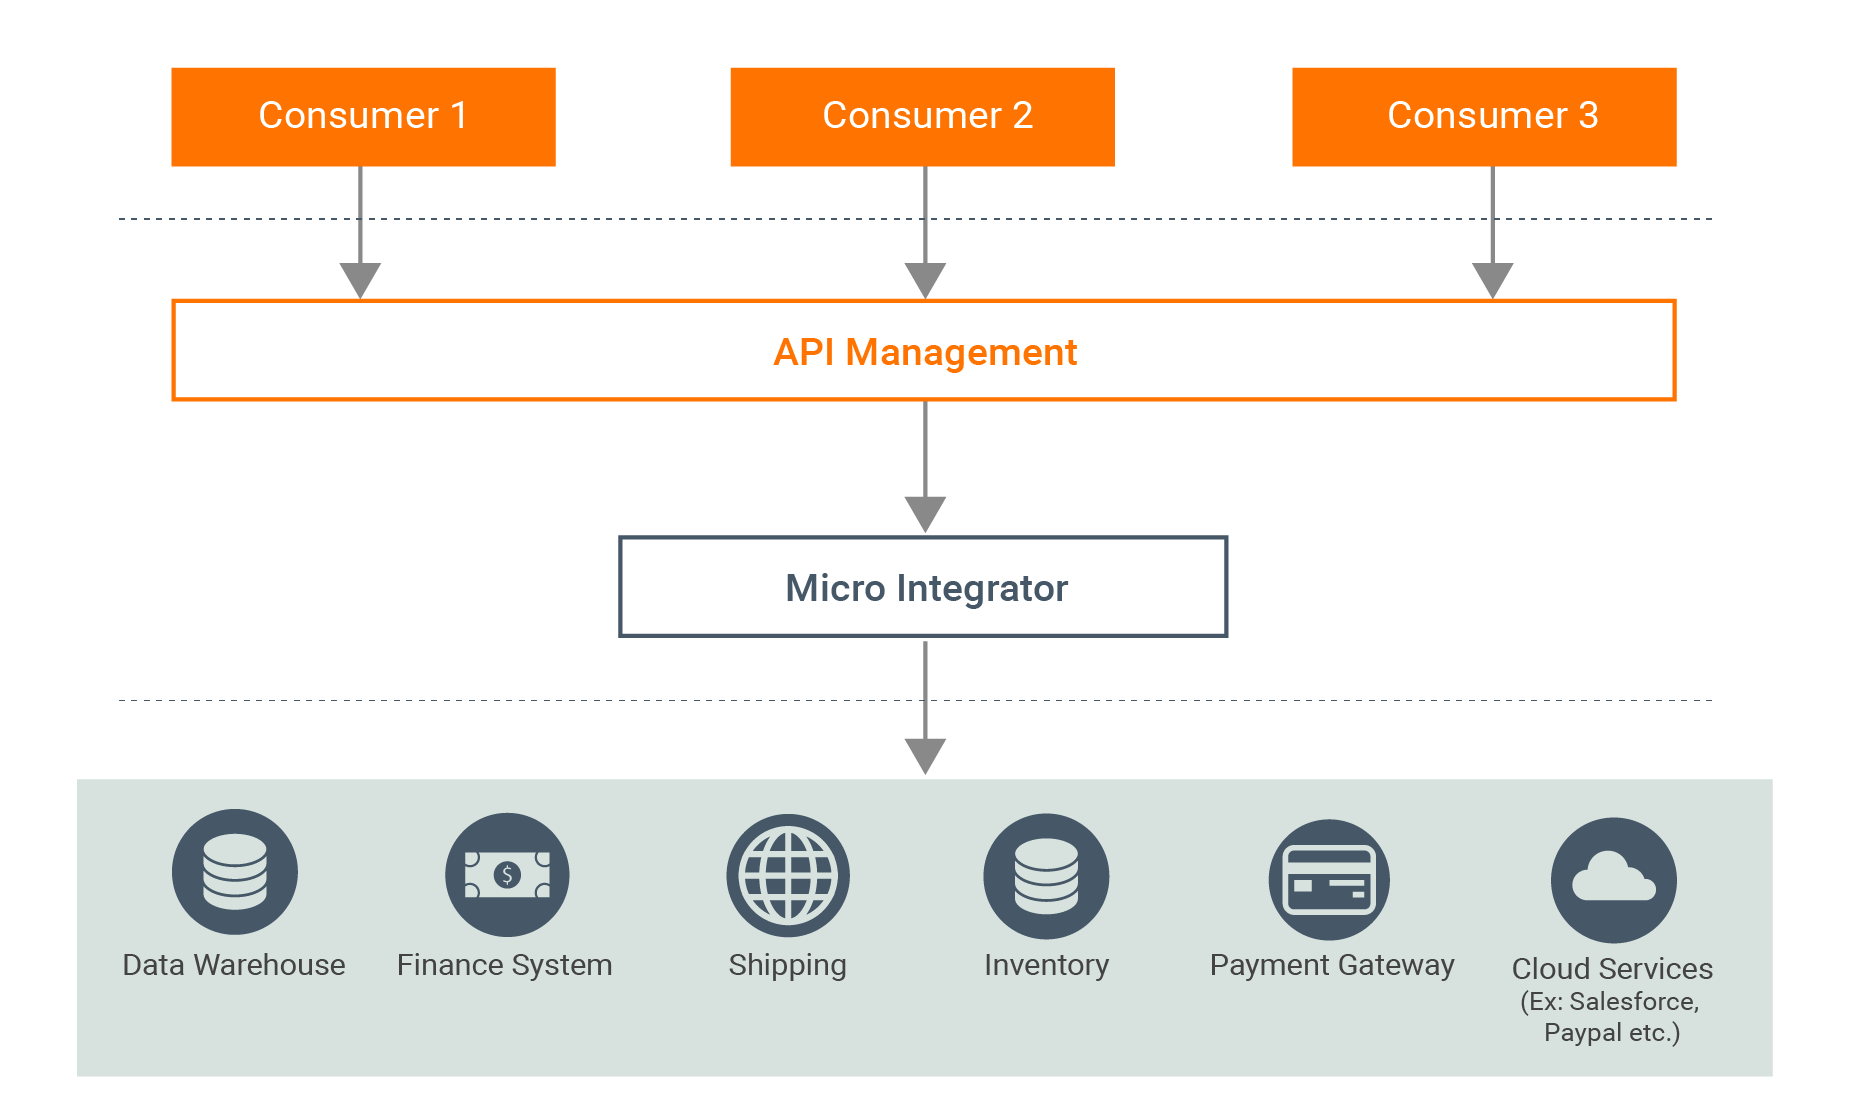 Consumer 1
Consumer 2
Consumer 3
API Management
Micro Integrator
$
Data Warehouse
Finance System
Shipping
Inventory
Payment Gateway
Cloud Services
(Ex: Salesforce,
Paypal etc.)